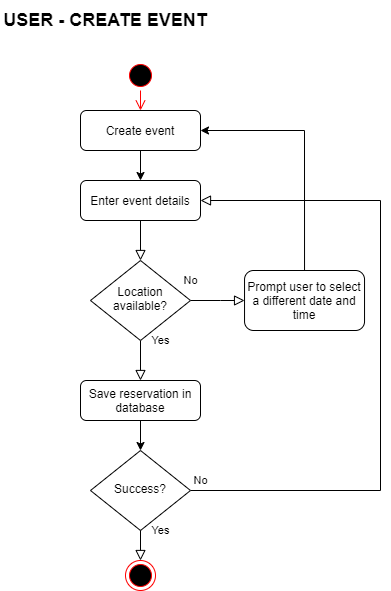 USER - CREATE EVENT
Create event
Enter event details
Location
available?
No
Prompt user to select
a different date and
time
Yes
Save reservation in
database
Success?
No
Yes